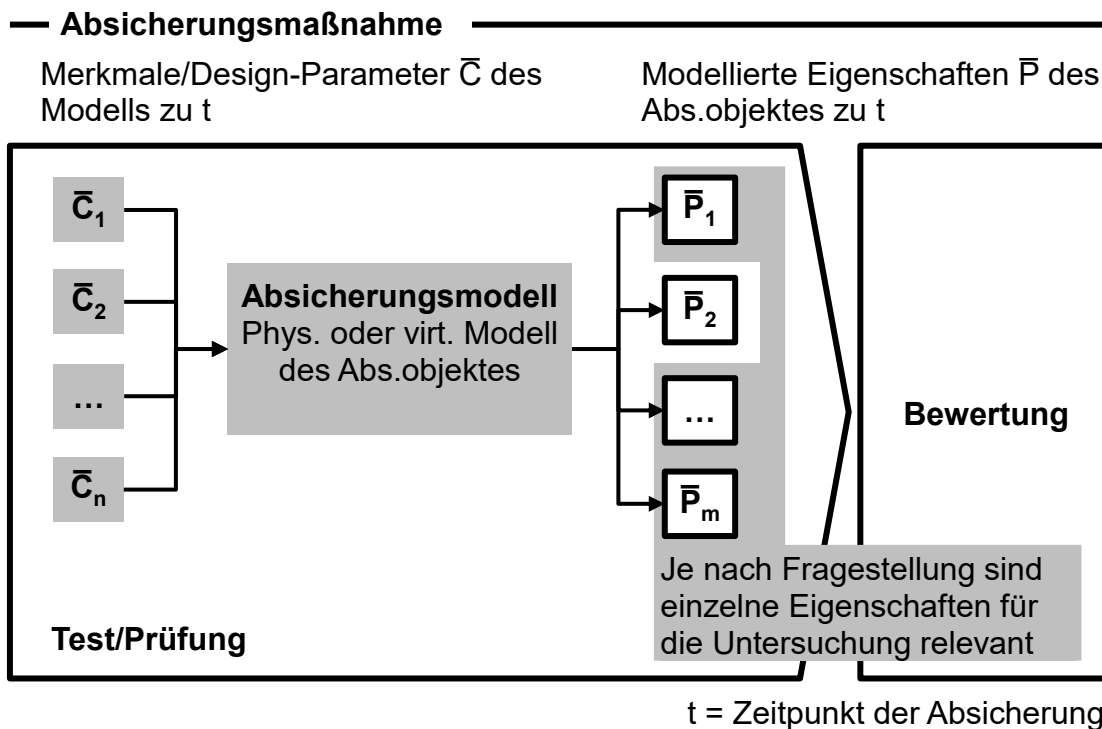 Absicherungsmaßnahme
Merkmale/Design-Parameter C̅ des
Modells zu t
Modellierte Eigenschaften P̅ des
Abs.objektes zu t
C̅₁
C̅₂
...
C̅ₙ
Absicherungsmodell
Phys. oder virt. Modell
des Abs.objektes
P̅₁
P̅₂
...
P̅ₘ
Bewertung
Je nach Fragestellung sind
einzelne Eigenschaften für
die Untersuchung relevant
Test/Prüfung
t = Zeitpunkt der Absicherung